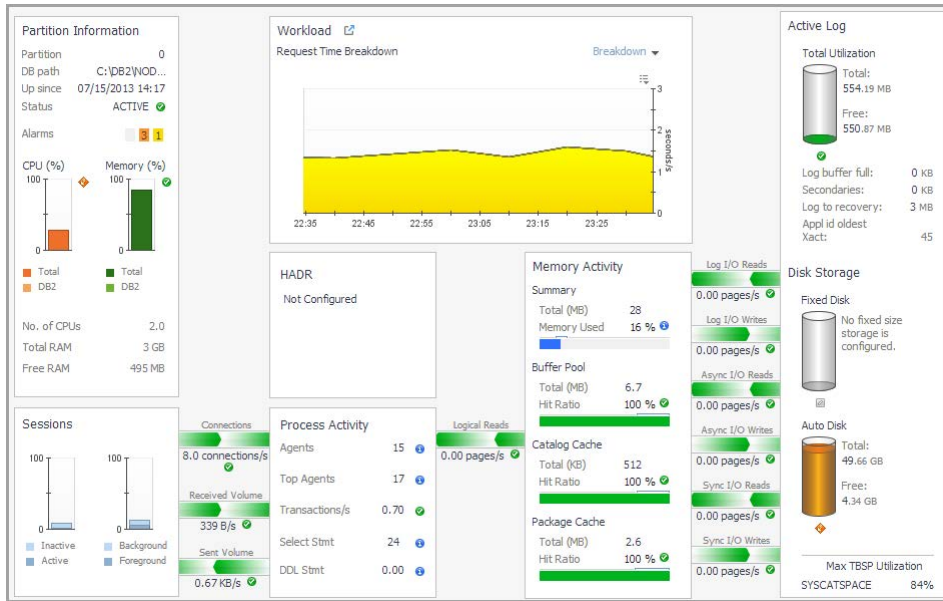 Partition Information
Partition 0
DB path C:\DB2\NOD...
Up since 07/15/2013 14:17
Status ACTIVE
Alarms 3 1
CPU (%) Memory (%)
100 100
0 0
Total Total
DB2 DB2
No. of CPUs 2.0
Total RAM 3 GB
Free RAM 495 MB
Workload
Request Time Breakdown Breakdown
3
2
1
0
seconds/s
22:35 22:45 22:55 23:05 23:15 23:25
Active Log
Total Utilization
Total:
554.19 MB
Free:
550.87 MB
Log buffer full: 0 KB
Secondaries: 0 KB
Log to recovery: 3 MB
Appl id oldest
Xact: 45
HADR
Not Configured
Memory Activity
Summary
Total (MB) 28
Memory Used 16 %
Buffer Pool
Total (MB) 6.7
Hit Ratio 100 %
Catalog Cache
Total (KB) 512
Hit Ratio 100 %
Package Cache
Total (MB) 2.6
Hit Ratio 100 %
Log I/O Reads
0.00 pages/s
Log I/O Writes
0.00 pages/s
Async I/O Reads
0.00 pages/s
Async I/O Writes
0.00 pages/s
Sync I/O Reads
0.00 pages/s
Sync I/O Writes
0.00 pages/s
Disk Storage
Fixed Disk
No fixed size
storage is
configured.
Auto Disk
Total:
49.66 GB
Free:
4.34 GB
Max TBSP Utilization
SYSCATSPACE 84%
Sessions
100 100
0 0
Inactive Background
Active Foreground
Connections
8.0 connections/s
Received Volume
339 B/s
Sent Volume
0.67 KB/s
Process Activity
Agents 15
Top Agents 17
Transactions/s 0.70
Select Stmt 24
DDL Stmt 0.00
Logical Reads
0.00 pages/s